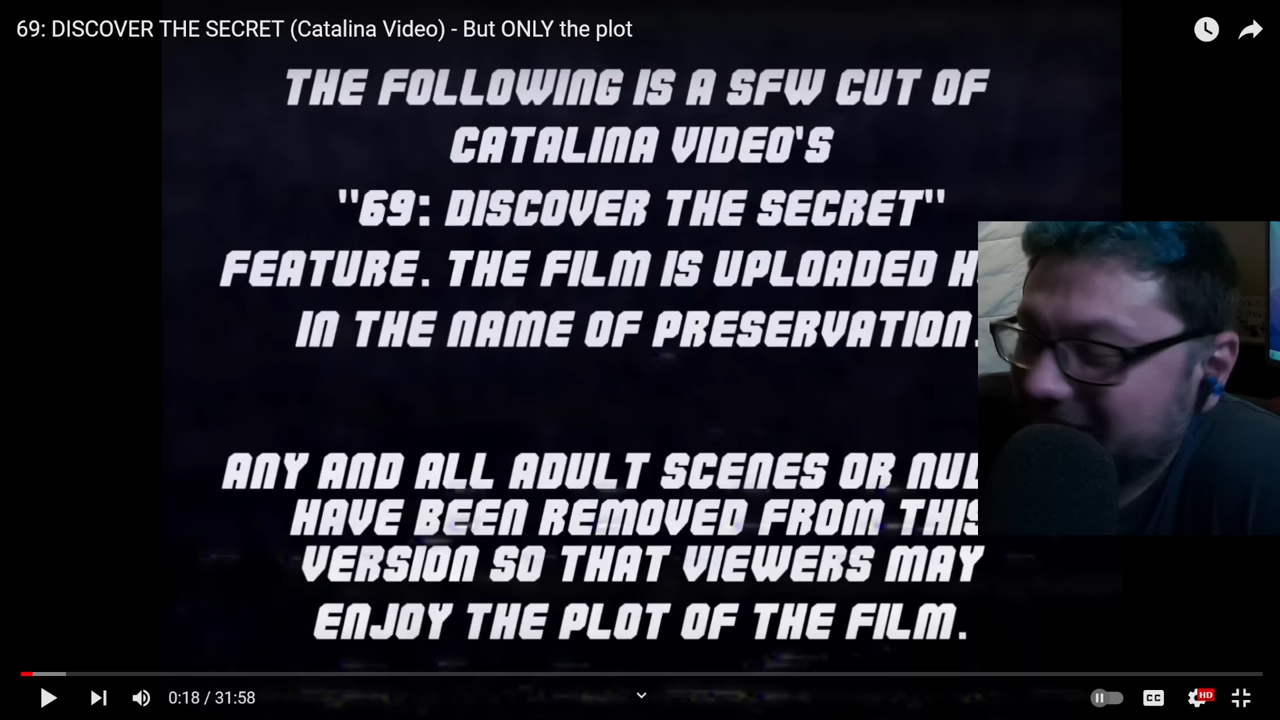 69: DISCOVER THE SECRET (Catalina Video) - But ONLY the plot
THE FOLLOWING IS A SFW CUT OF
CATALINA VIDEO'S
"69: DISCOVER THE SECRET"
FEATURE. THE FILM IS UPLOADED
IN THE NAME OF PRESERVATION.
ANY AND ALL ADULT SCENES OR
HAVE BEEN REMOVED FROM THIS
VERSION SO THAT VIEWERS MAY
ENJOY THE PLOT OF THE FILM.
0:18 / 31:58
CC
HD